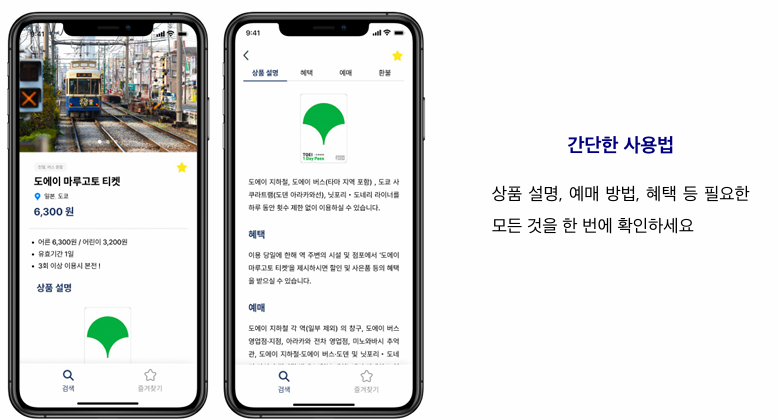 9:41
도에이 마루고토 티켓
일본, 도쿄
6,300 원
어른 6,300원 / 어린이 3,200원
유효기간 1일
3회 이상 이용시 본전 !
상품 설명
검색
즐겨찾기
9:41
상품 설명
혜택
예매
환불
TOEI
1 Day Pass
도에이 지하철, 도에이 버스(타마 지역 포함) , 도쿄 사
쿠라트램(도덴 아라카와선), 닛포리・도네리 라이너를
하루 동안 횟수 제한 없이 이용하실 수 있습니다.
혜택
이용 당일에 한해 역 주변의 시설 및 점포에서 '도에이
마루고토 티켓'을 제시하시면 할인 및 사은품 등의 혜택
을 받으실 수 있습니다.
예매
도에이 지하철 각 역(일부 제외) 의 창구, 도에이 버스
영업점·지점, 아라카와 전차 영업점, 미노와바시 추억
관, 도에이 지하철·도에이 버스·도덴 및 닛포리・도네
검색
즐겨찾기
간단한 사용법
상품 설명, 예매 방법, 혜택 등 필요한
모든 것을 한 번에 확인하세요